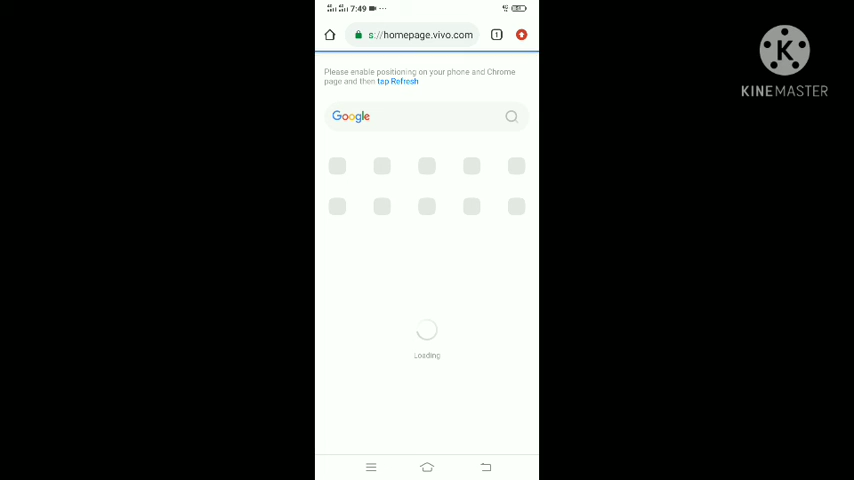 7:49
s://homepage.vivo.com
1
Please enable positioning on your phone and Chrome
page and then tap Refresh
Google
Loading
K
KINEMASTER